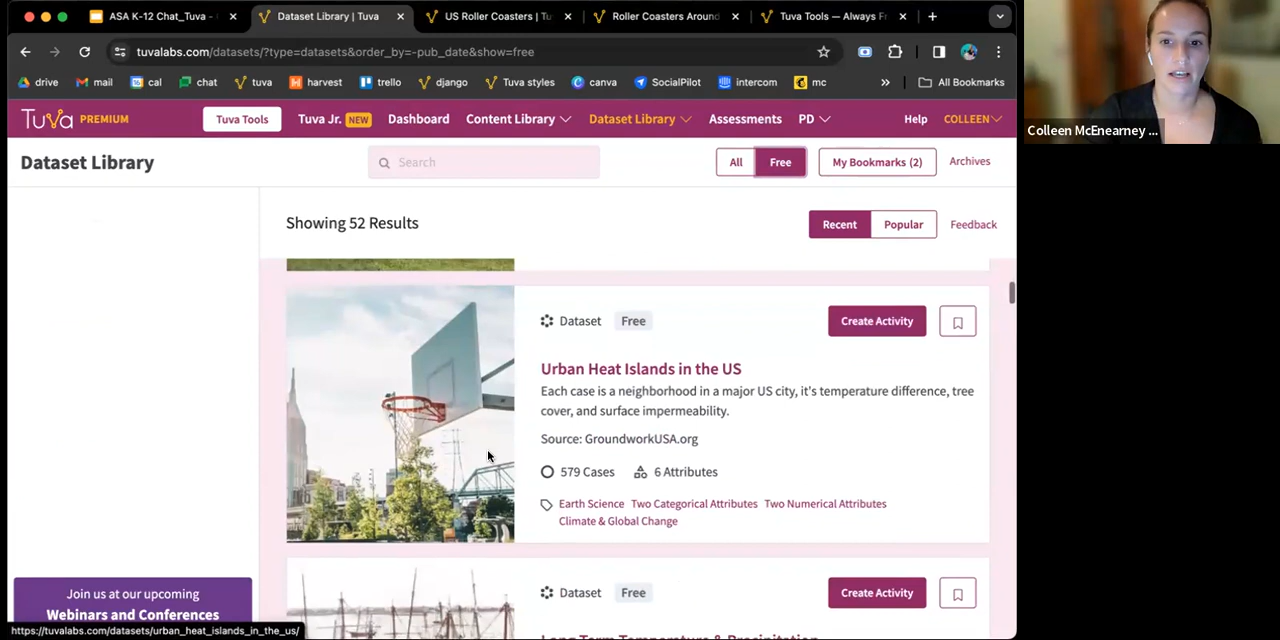 ASA K-12 Chat_Tuva -
Dataset Library | Tuva
US Roller Coasters | Tu
Roller Coasters Around
Tuva Tools — Always Fr
tuvalabs.com/datasets/?type=datasets&order_by=-pub_date&show=free
drive
mail
cal
chat
tuva
harvest
trello
django
Tuva styles
canva
SocialPilot
intercom
mc
All Bookmarks
Tuva PREMIUM
Tuva Tools
Tuva Jr. NEW
Dashboard
Content Library
Dataset Library
Assessments
PD
Help
COLLEEN
Dataset Library
Search
All
Free
My Bookmarks (2)
Archives
Showing 52 Results
Recent
Popular
Feedback
Dataset
Free
Create Activity
Urban Heat Islands in the US
Each case is a neighborhood in a major US city, it's temperature difference, tree
cover, and surface impermeability.
Source: GroundworkUSA.org
579 Cases
6 Attributes
Earth Science Two Categorical Attributes Two Numerical Attributes
Climate & Global Change
Dataset
Free
Create Activity
Long Term Temperature & Precipitation
Join us at our upcoming
Webinars and Conferences
https://tuvalabs.com/datasets/urban_heat_islands_in_the_us/
Colleen McEnearney ...